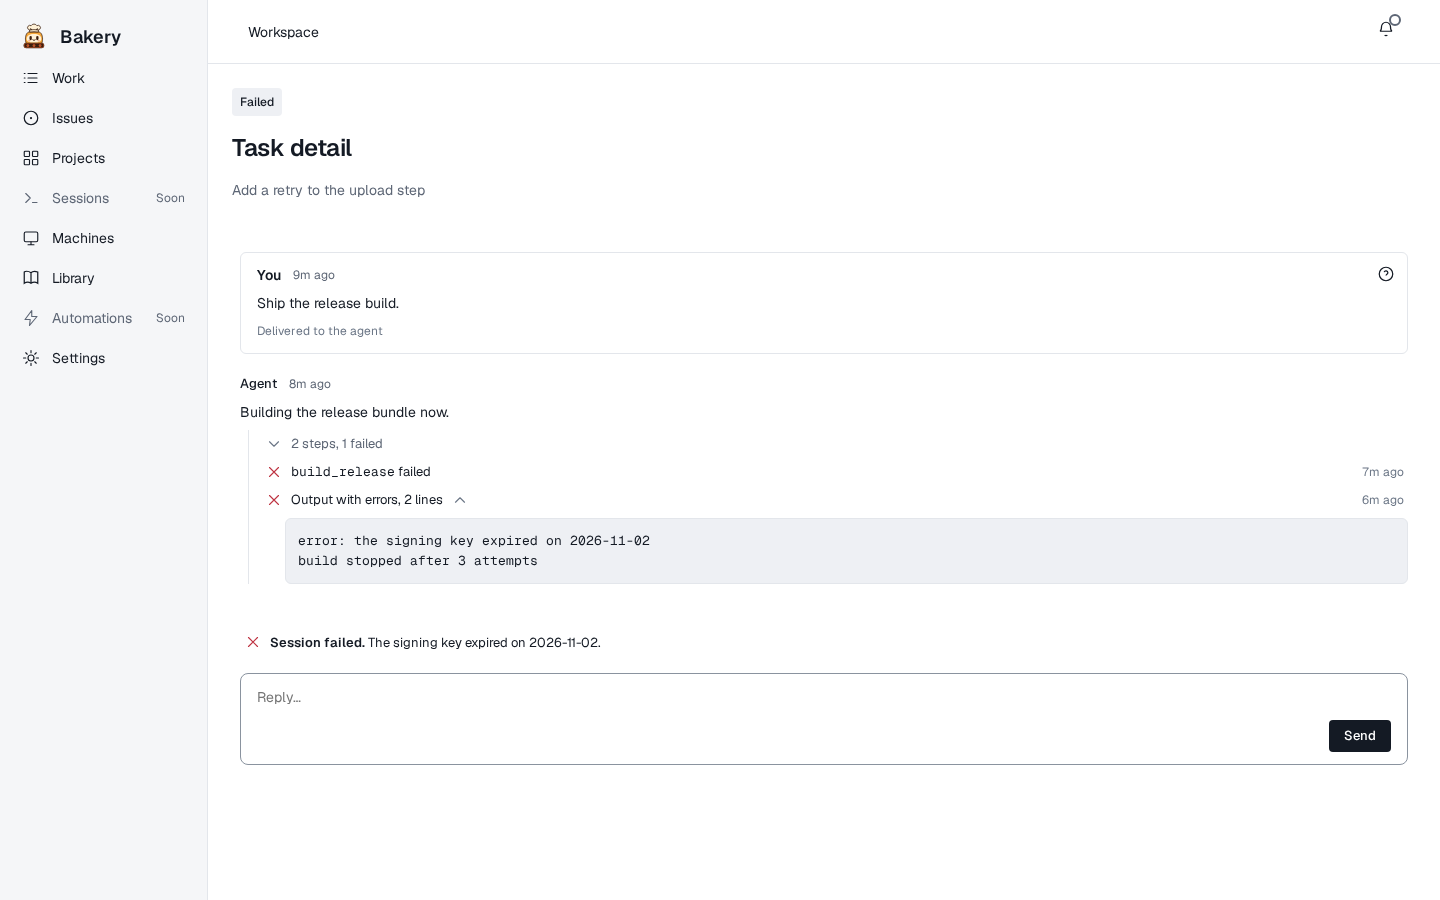 Bakery
Work
Issues
Projects
Sessions Soon
Machines
Library
Automations Soon
Settings
Workspace
Failed
Task detail
Add a retry to the upload step
You 9m ago
Ship the release build.
Delivered to the agent
Agent 8m ago
Building the release bundle now.
2 steps, 1 failed
build_release failed 7m ago
Output with errors, 2 lines 6m ago
error: the signing key expired on 2026-11-02
build stopped after 3 attempts
Session failed. The signing key expired on 2026-11-02.
Reply...
Send